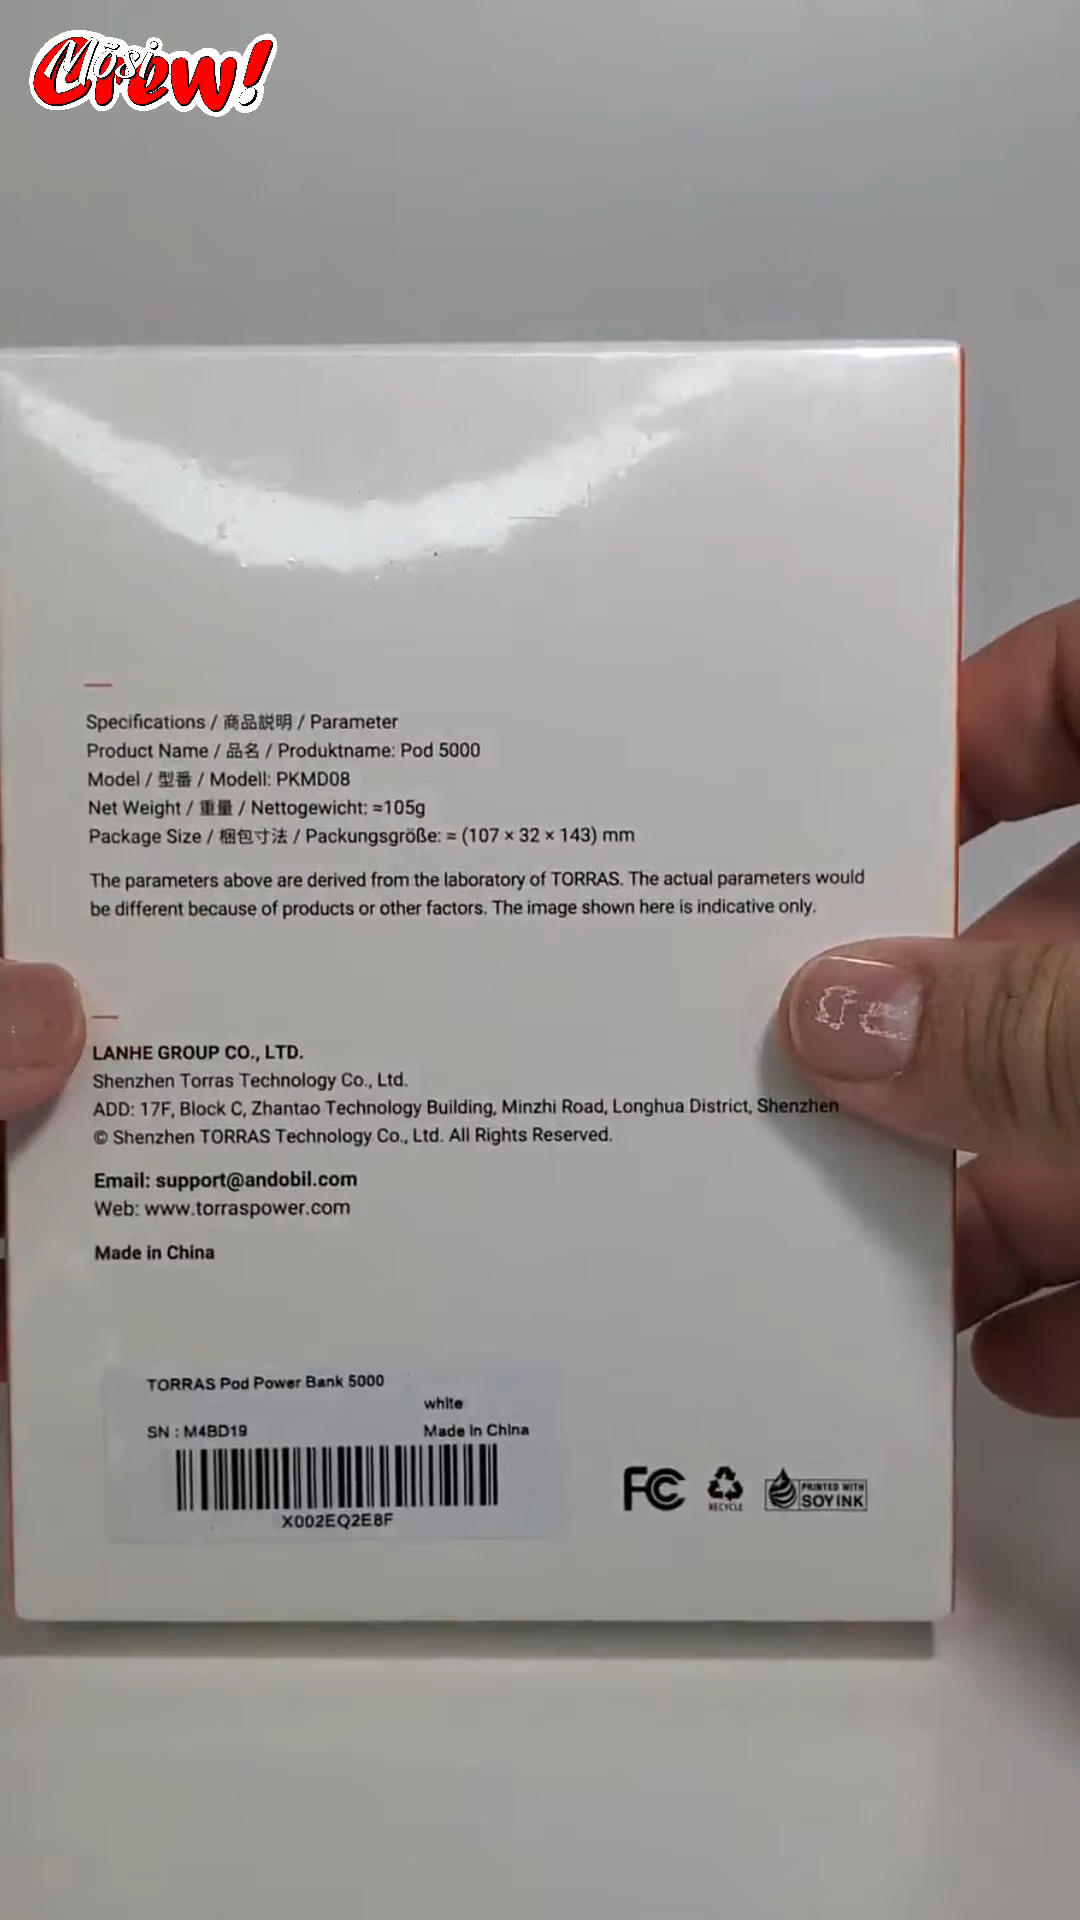 Mōsi
Crew!
Specifications / 商品説明 / Parameter
Product Name / 品名 / Produktname: Pod 5000
Model / 型番 / Modell: PKMD08
Net Weight / 重量 / Nettogewicht: ≈105g
Package Size / 梱包寸法 / Packungsgröße: ≈ (107 × 32 × 143) mm
The parameters above are derived from the laboratory of TORRAS. The actual parameters would
be different because of products or other factors. The image shown here is indicative only.
LANHE GROUP CO., LTD.
Shenzhen Torras Technology Co., Ltd.
ADD: 17F, Block C, Zhantao Technology Building, Minzhi Road, Longhua District, Shenzhen
© Shenzhen TORRAS Technology Co., Ltd. All Rights Reserved.
Email: support@andobil.com
Web: www.torraspower.com
Made in China
TORRAS Pod Power Bank 5000
white
SN : M4BD19 Made in China
X002EQ2E8F
FC
RECYCLE
PRINTED WITH
SOY INK